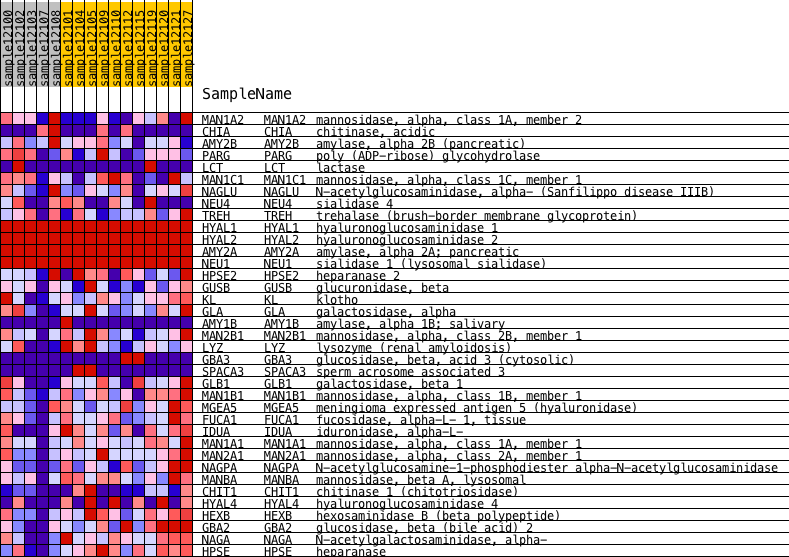 sample12100
sample12102
sample12103
sample12107
sample12108
sample12101
sample12104
sample12105
sample12109
sample12110
sample12112
sample12115
sample12119
sample12120
sample12121
sample12127
SampleName
MAN1A2 MAN1A2 mannosidase, alpha, class 1A, member 2
CHIA CHIA chitinase, acidic
AMY2B AMY2B amylase, alpha 2B (pancreatic)
PARG PARG poly (ADP-ribose) glycohydrolase
LCT LCT lactase
MAN1C1 MAN1C1 mannosidase, alpha, class 1C, member 1
NAGLU NAGLU N-acetylglucosaminidase, alpha- (Sanfilippo disease IIIB)
NEU4 NEU4 sialidase 4
TREH TREH trehalase (brush-border membrane glycoprotein)
HYAL1 HYAL1 hyaluronoglucosaminidase 1
HYAL2 HYAL2 hyaluronoglucosaminidase 2
AMY2A AMY2A amylase, alpha 2A; pancreatic
NEU1 NEU1 sialidase 1 (lysosomal sialidase)
HPSE2 HPSE2 heparanase 2
GUSB GUSB glucuronidase, beta
KL KL klotho
GLA GLA galactosidase, alpha
AMY1B AMY1B amylase, alpha 1B; salivary
MAN2B1 MAN2B1 mannosidase, alpha, class 2B, member 1
LYZ LYZ lysozyme (renal amyloidosis)
GBA3 GBA3 glucosidase, beta, acid 3 (cytosolic)
SPACA3 SPACA3 sperm acrosome associated 3
GLB1 GLB1 galactosidase, beta 1
MAN1B1 MAN1B1 mannosidase, alpha, class 1B, member 1
MGEA5 MGEA5 meningioma expressed antigen 5 (hyaluronidase)
FUCA1 FUCA1 fucosidase, alpha-L- 1, tissue
IDUA IDUA iduronidase, alpha-L-
MAN1A1 MAN1A1 mannosidase, alpha, class 1A, member 1
MAN2A1 MAN2A1 mannosidase, alpha, class 2A, member 1
NAGPA NAGPA N-acetylglucosamine-1-phosphodiester alpha-N-acetylglucosaminidase
MANBA MANBA mannosidase, beta A, lysosomal
CHIT1 CHIT1 chitinase 1 (chitotriosidase)
HYAL4 HYAL4 hyaluronoglucosaminidase 4
HEXB HEXB hexosaminidase B (beta polypeptide)
GBA2 GBA2 glucosidase, beta (bile acid) 2
NAGA NAGA N-acetylgalactosaminidase, alpha-
HPSE HPSE heparanase